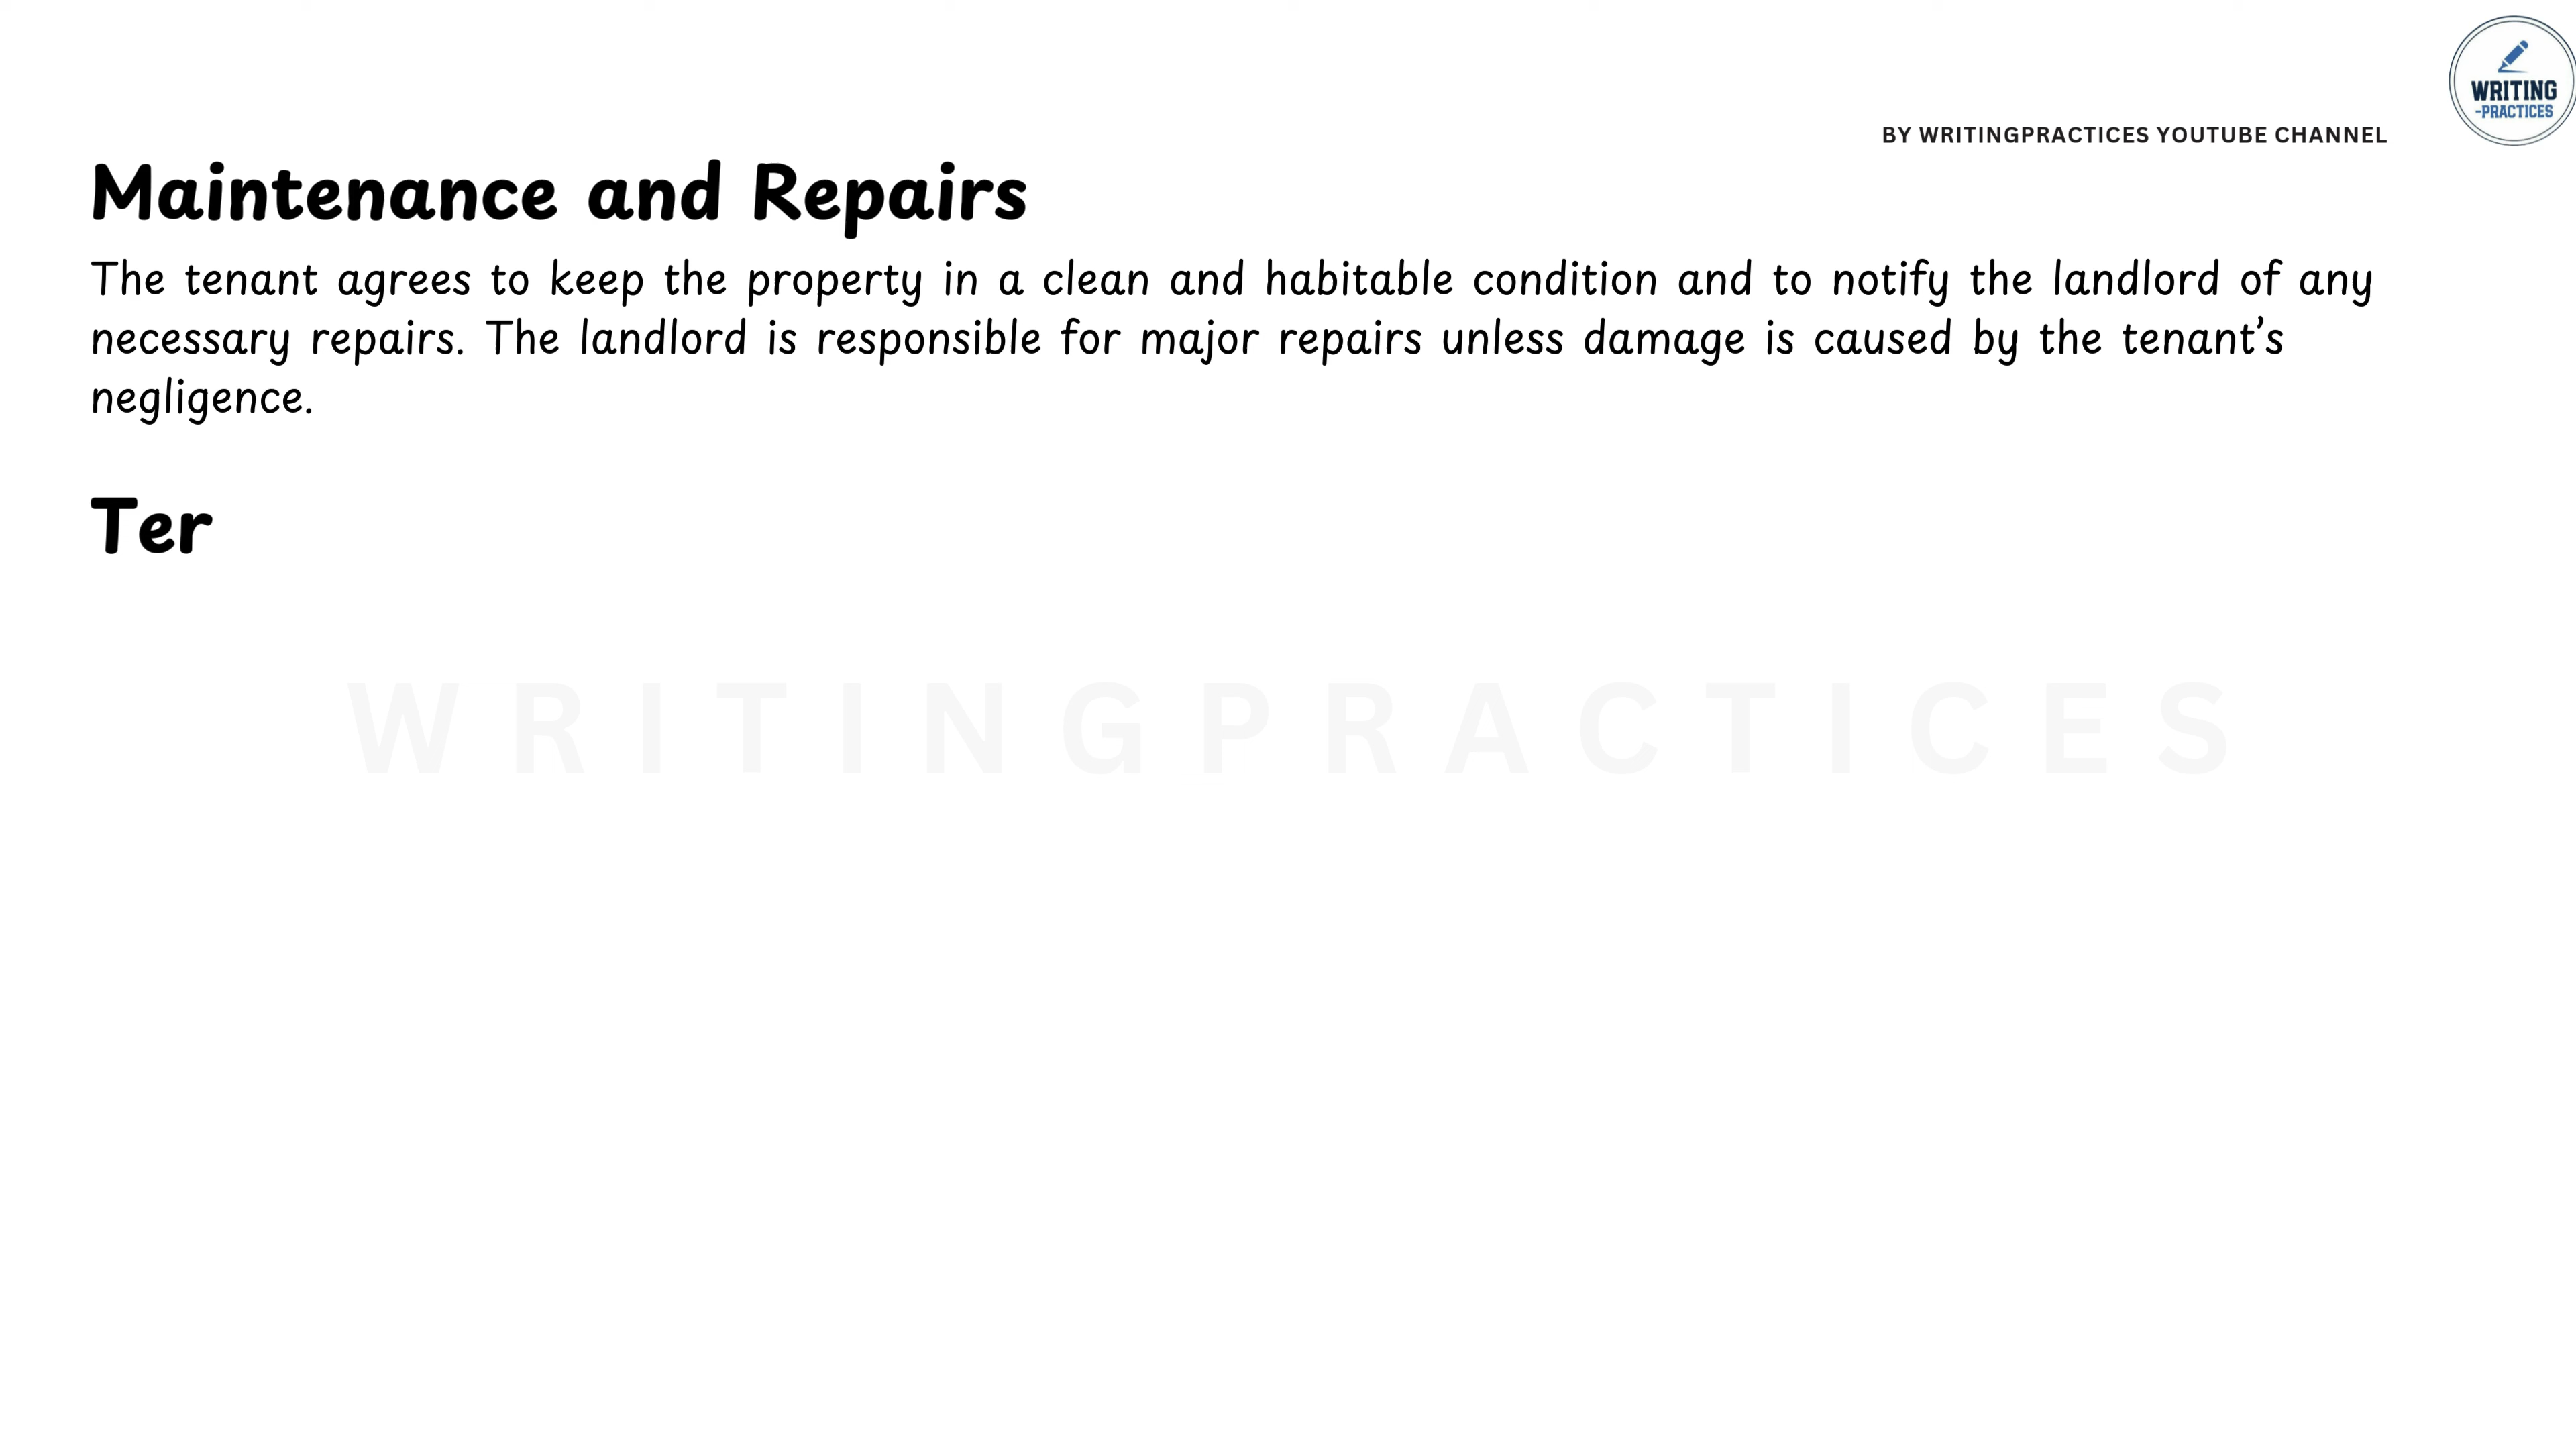 WRITING
-PRACTICES
BY WRITINGPRACTICES YOUTUBE CHANNEL
Maintenance and Repairs
The tenant agrees to keep the property in a clean and habitable condition and to notify the landlord of any
necessary repairs. The landlord is responsible for major repairs unless damage is caused by the tenant’s
negligence.
Ter
WRITINGPRACTICES